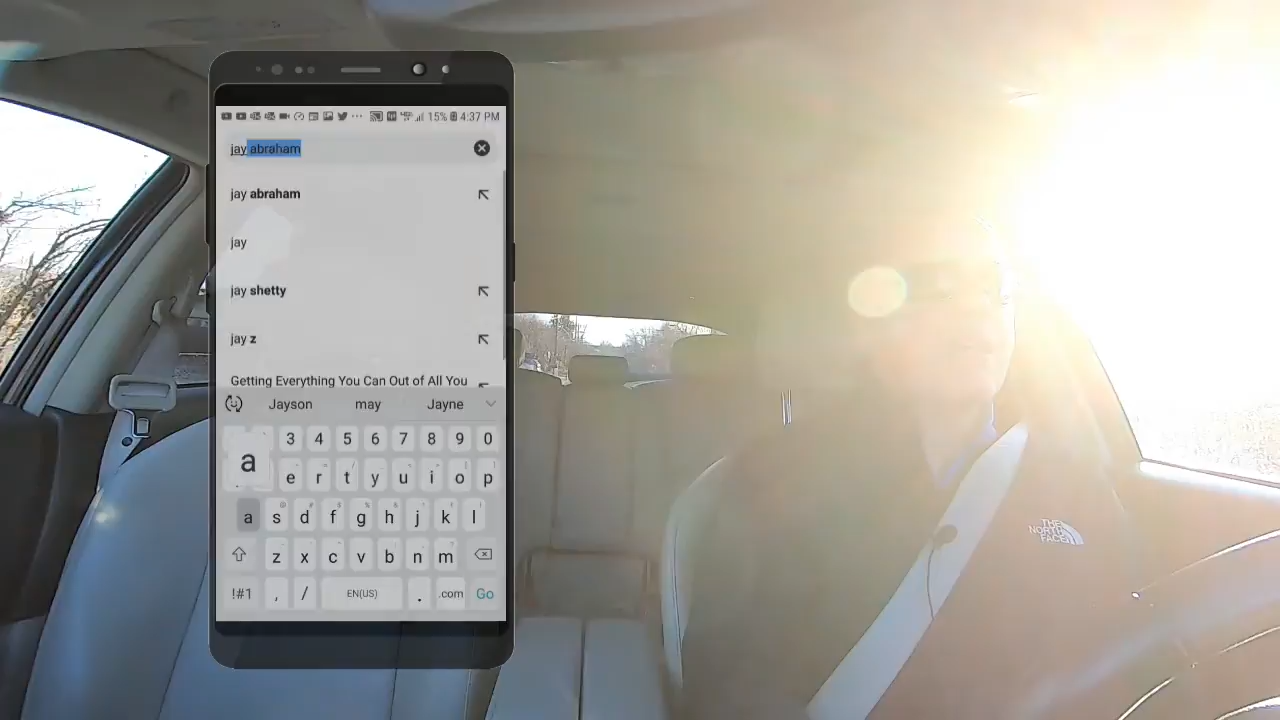 15% 4:37 PM
jay abraham
jay abraham
jay
jay shetty
jay z
Getting Everything You Can Out of All You
Jayson may Jayne
3 4 5 6 7 8 9 0
a
e r t y u i o p
a s d f g h j k l
z x c v b n m
!#1 , / EN(US) . .com Go
THE
NORTH
FACE